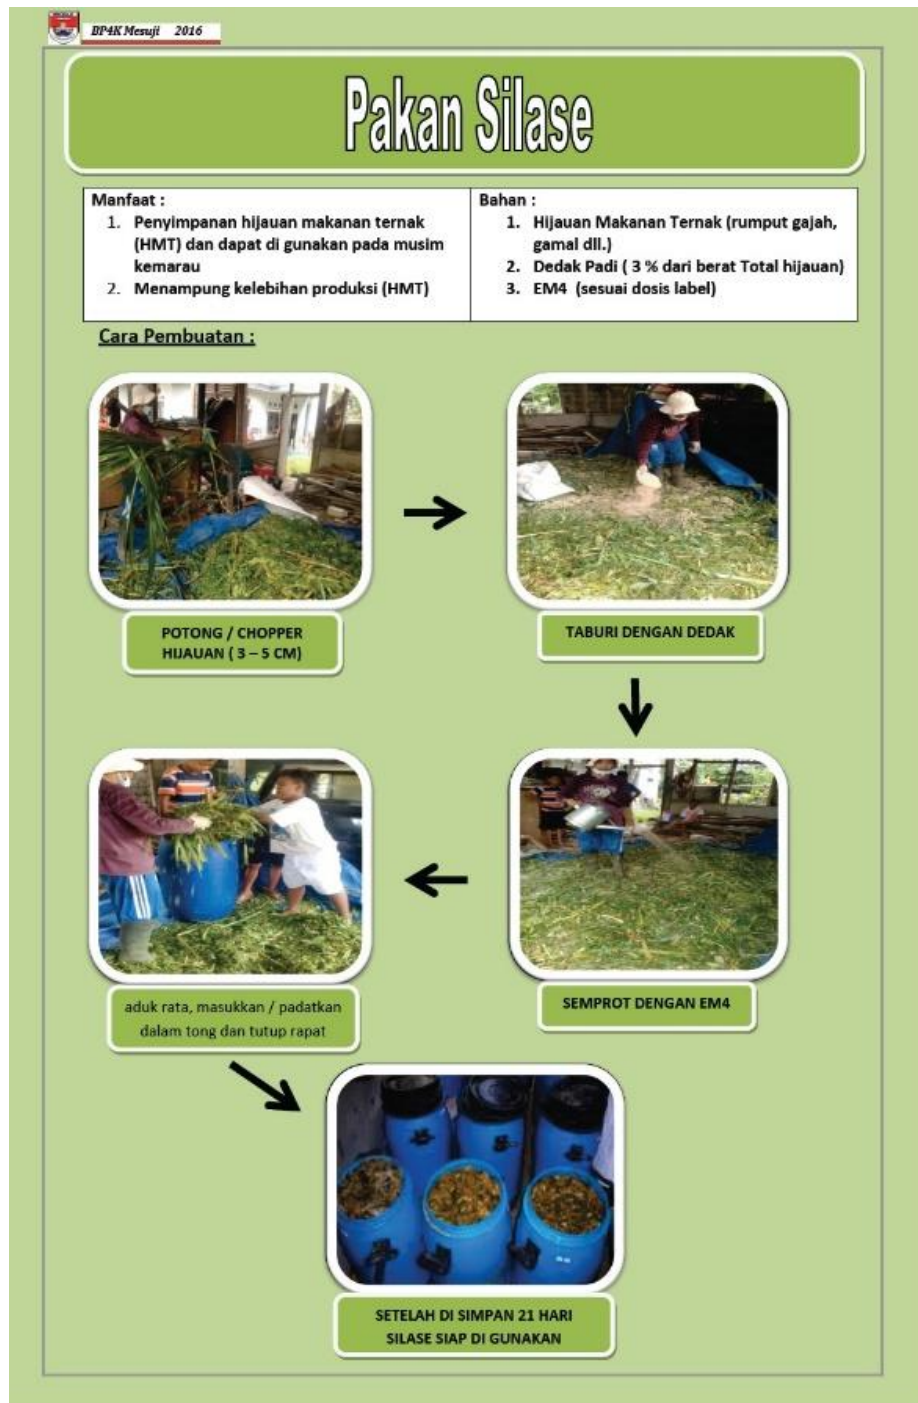 BP4K Mesuji 2016
Pakan Silase
Manfaat :
1. Penyimpanan hijauan makanan ternak
(HMT) dan dapat di gunakan pada musim
kemarau
2. Menampung kelebihan produksi (HMT)
Bahan :
1. Hijauan Makanan Ternak (rumput gajah,
gamal dll.)
2. Dedak Padi ( 3 % dari berat Total hijauan)
3. EM4 (sesuai dosis label)
Cara Pembuatan :
POTONG / CHOPPER
HIJAUAN ( 3 – 5 CM)
TABURI DENGAN DEDAK
SEMPROT DENGAN EM4
aduk rata, masukkan / padatkan
dalam tong dan tutup rapat
SETELAH DI SIMPAN 21 HARI
SILASE SIAP DI GUNAKAN